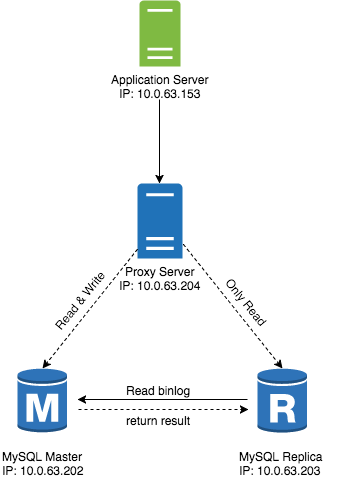 Application Server
IP: 10.0.63.153
Proxy Server
IP: 10.0.63.204
Read & Write
Only Read
M
Read binlog
return result
R
MySQL Master
IP: 10.0.63.202
MySQL Replica
IP: 10.0.63.203